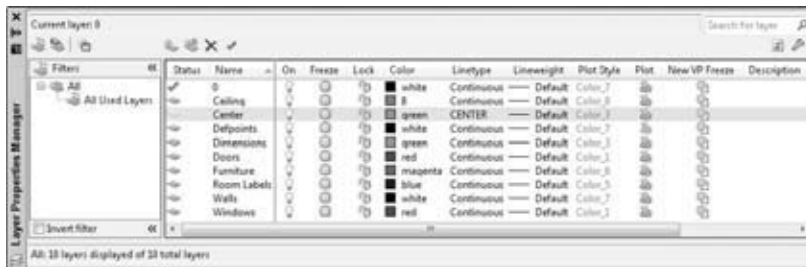 Current layer: 0
Search for layer
Filters
All
All Used Layers
Invert filter
Layer Properties Manager
Status Name On Freeze Lock Color Linetype Lineweight Plot Style Plot New VP Freeze Description
0 white Continuous Default Color_7
Ceiling 8 Continuous Default Color_8
Center green CENTER Default Color_3
Defpoints white Continuous Default Color_7
Dimensions green Continuous Default Color_3
Doors red Continuous Default Color_1
Furniture magenta Continuous Default Color_6
Room Labels blue Continuous Default Color_5
Walls white Continuous Default Color_7
Windows red Continuous Default Color_1
All: 10 layers displayed of 10 total layers